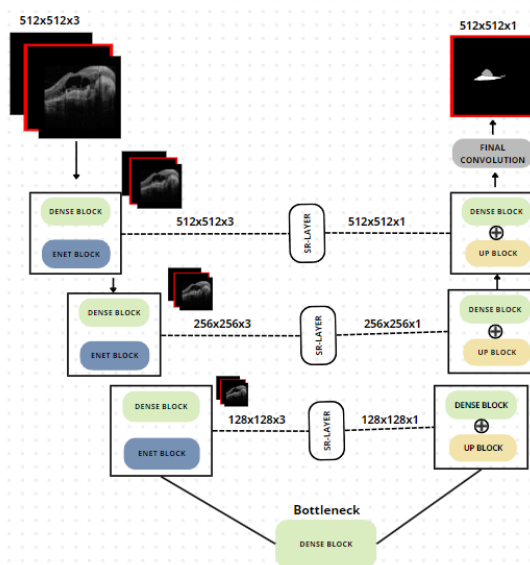 512x512x3
512x512x1
FINAL
CONVOLUTION
DENSE BLOCK
ENET BLOCK
512x512x3
SR-LAYER
512x512x1
DENSE BLOCK
UP BLOCK
DENSE BLOCK
ENET BLOCK
256x256x3
SR-LAYER
256x256x1
DENSE BLOCK
UP BLOCK
DENSE BLOCK
ENET BLOCK
128x128x3
SR-LAYER
128x128x1
DENSE BLOCK
UP BLOCK
Bottleneck
DENSE BLOCK